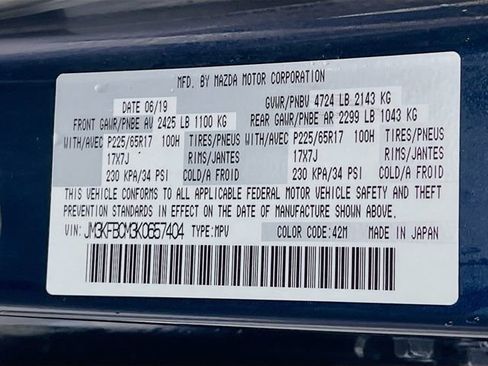 MFD. BY MAZDA MOTOR CORPORATION
DATE 06/19 GVWR/PNBV 4724 LB 2143 KG
FRONT GAWR/PNBE AV 2425 LB 1100 KG REAR GAWR/PNBE AR 2299 LB 1043 KG
WITH/AVEC P225/65R17 100H TIRES/PNEUS WITH/AVEC P225/65R17 100H TIRES/PNEUS
17X7J RIMS/JANTES 17X7J RIMS/JANTES
230 KPA/34 PSI COLD/A FROID 230 KPA/34 PSI COLD/A FROID
THIS VEHICLE CONFORMS TO ALL APPLICABLE FEDERAL MOTOR VEHICLE SAFETY AND THEFT
PREVENTION STANDARDS IN EFFECT ON THE DATE OF MANUFACTURE SHOWN ABOVE.
VIN: JM3KFBCM3K0657404 TYPE:MPV COLOR CODE:42M MADE IN JAPAN